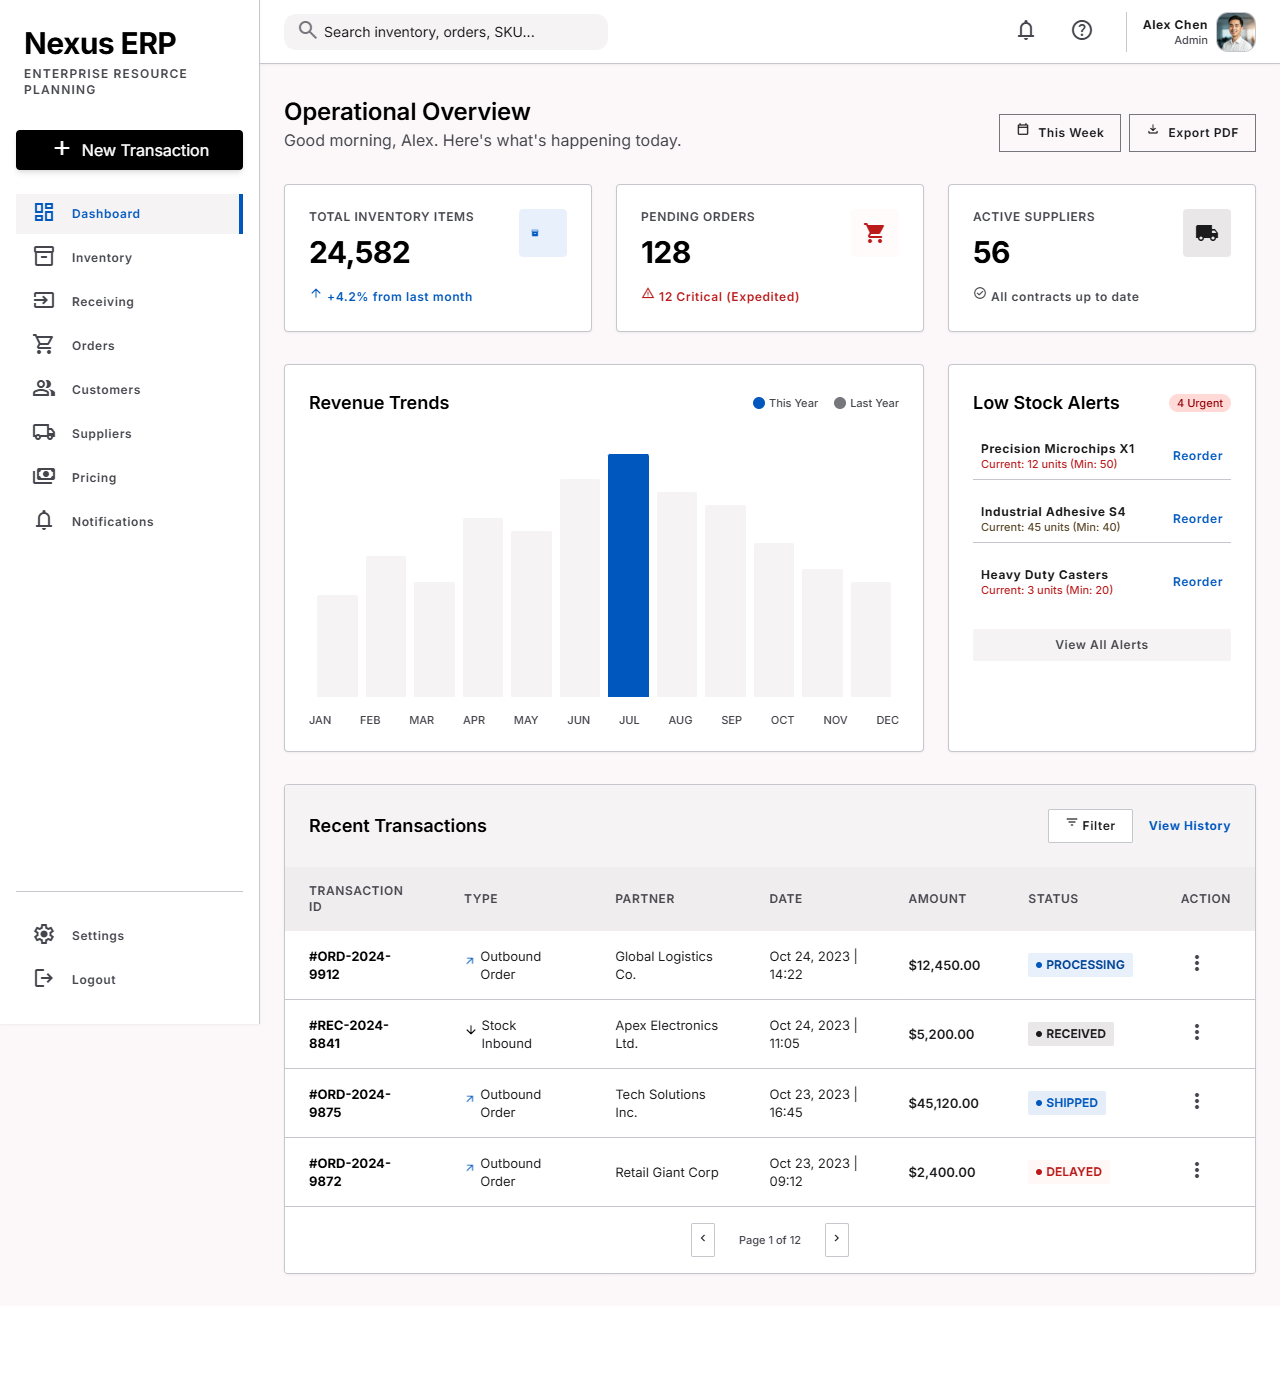 Nexus ERP
ENTERPRISE RESOURCE
PLANNING
New Transaction
Dashboard
Inventory
Receiving
Orders
Customers
Suppliers
Pricing
Notifications
Settings
Logout
Search inventory, orders, SKU...
Alex Chen
Admin
Operational Overview
Good morning, Alex. Here's what's happening today.
This Week
Export PDF
TOTAL INVENTORY ITEMS
24,582
+4.2% from last month
PENDING ORDERS
128
12 Critical (Expedited)
ACTIVE SUPPLIERS
56
All contracts up to date
Revenue Trends
This Year
Last Year
JAN FEB MAR APR MAY JUN JUL AUG SEP OCT NOV DEC
Low Stock Alerts
4 Urgent
Precision Microchips X1
Current: 12 units (Min: 50)
Reorder
Industrial Adhesive S4
Current: 45 units (Min: 40)
Reorder
Heavy Duty Casters
Current: 3 units (Min: 20)
Reorder
View All Alerts
Recent Transactions
Filter
View History
TRANSACTION
ID
TYPE
PARTNER
DATE
AMOUNT
STATUS
ACTION
#ORD-2024-
9912
Outbound
Order
Global Logistics
Co.
Oct 24, 2023 |
14:22
$12,450.00
PROCESSING
#REC-2024-
8841
Stock
Inbound
Apex Electronics
Ltd.
Oct 24, 2023 |
11:05
$5,200.00
RECEIVED
#ORD-2024-
9875
Outbound
Order
Tech Solutions
Inc.
Oct 23, 2023 |
16:45
$45,120.00
SHIPPED
#ORD-2024-
9872
Outbound
Order
Retail Giant Corp
Oct 23, 2023 |
09:12
$2,400.00
DELAYED
Page 1 of 12